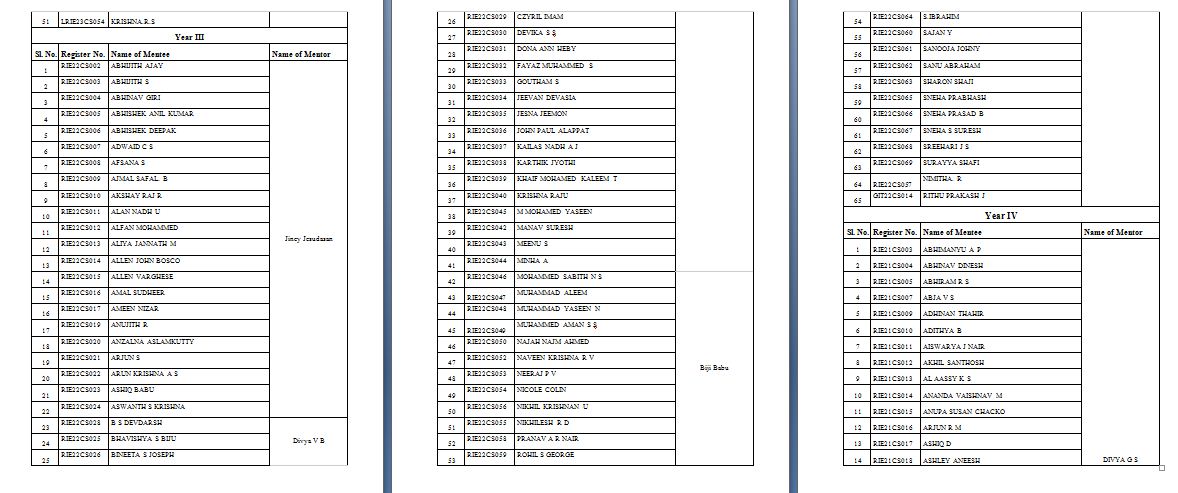 51 LRIE23CS054 KRISHNA.R.S
Year III
Sl. No. Register No. Name of Mentee Name of Mentor
1 RIE22CS002 ABHIJITH AJAY
2 RIE22CS003 ABHIJITH S
3 RIE22CS004 ABHINAV GIRI
4 RIE22CS005 ABHISHEK ANIL KUMAR
5 RIE22CS006 ABHISHEK DEEPAK
6 RIE22CS007 ADWAID C S
7 RIE22CS008 AFSANA S
8 RIE22CS009 AJMAL SAFAL B
9 RIE22CS010 AKSHAY RAJ R
10 RIE22CS011 ALAN NADH U
11 RIE22CS012 ALFAN MOHAMMED
12 RIE22CS013 ALIYA JANNATH M
Jincy Jesudasan
13 RIE22CS014 ALLEN JOHN BOSCO
14 RIE22CS015 ALLEN VARGHESE
15 RIE22CS016 AMAL SUDHEER
16 RIE22CS017 AMEEN NIZAR
17 RIE22CS019 ANUJITH R
18 RIE22CS020 ANZALNA ASLAMKUTTY
19 RIE22CS021 ARJUN S
20 RIE22CS022 ARUN KRISHNA A S
21 RIE22CS023 ASHIQ BABU
22 RIE22CS024 ASWANTH S KRISHNA
23 RIE22CS028 B S DEVDARSH
24 RIE22CS025 BHAVISHYA S BIJU
Divya V B
25 RIE22CS026 BINEETA S JOSEPH
26 RIE22CS029 CZYRIL IMAM
27 RIE22CS030 DEVIKA S S
28 RIE22CS031 DONA ANN HEBY
29 RIE22CS032 FAYAZ MUHAMMED S
30 RIE22CS033 GOUTHAM S
31 RIE22CS034 JEEVAN DEVASIA
32 RIE22CS035 JESNA JEEMON
33 RIE22CS036 JOHN PAUL ALAPPAT
34 RIE22CS037 KAILAS NADH A J
35 RIE22CS038 KARTHIK JYOTHI
36 RIE22CS039 KHAIF MOHAMED KALEEM T
37 RIE22CS040 KRISHNA RAJU
38 RIE22CS045 M MOHAMED YASEEN
39 RIE22CS042 MANAV SURESH
40 RIE22CS043 MEENU S
41 RIE22CS044 MINHA A
42 RIE22CS046 MOHAMMED SABITH N S
43 RIE22CS047 MUHAMMAD ALEEM
44 RIE22CS048 MUHAMMAD YASEEN N
45 RIE22CS049 MUHAMMED AMAN S S
46 RIE22CS050 NAJAH NAJM AHMED
47 RIE22CS052 NAVEEN KRISHNA R V
Biji Babu
48 RIE22CS053 NEERAJ P V
49 RIE22CS054 NICOLE COLIN
50 RIE22CS056 NIKHIL KRISHNAN U
51 RIE22CS055 NIKHILESH R D
52 RIE22CS058 PRANAV A R NAIR
53 RIE22CS059 ROHIL S GEORGE
54 RIE22CS064 S.IBRAHIM
55 RIE22CS060 SAJAN Y
56 RIE22CS061 SANOOJA JOHNY
57 RIE22CS062 SANU ABRAHAM
58 RIE22CS063 SHARON SHAJI
59 RIE22CS065 SNEHA PRABHASH
60 RIE22CS066 SNEHA PRASAD B
61 RIE22CS067 SNEHA S SURESH
62 RIE22CS068 SREEHARI J S
63 RIE22CS069 SURAYYA SHAFI
64 RIE22CS057 NIMITHA. R
65 GIT22CS014 RITHU PRAKASH J
Year IV
Sl. No. Register No. Name of Mentee Name of Mentor
1 RIE21CS003 ABHIMANYU A P
2 RIE21CS004 ABHINAV DINESH
3 RIE21CS005 ABHIRAM R S
4 RIE21CS007 ABJA V S
5 RIE21CS009 ADHINAN THAHIR
6 RIE21CS010 ADITHYA B
7 RIE21CS011 AISWARYA J NAIR
8 RIE21CS012 AKHIL SANTHOSH
9 RIE21CS013 AL AASSY K S
10 RIE21CS014 ANANDA VAISHNAV M
11 RIE21CS015 ANUPA SUSAN CHACKO
12 RIE21CS016 ARJUN R M
13 RIE21CS017 ASHIQ D
14 RIE21CS018 ASHLEY ANEESH DIVYA G S